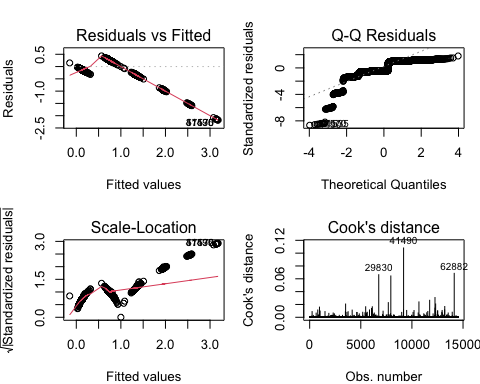 Residuals vs Fitted
Residuals
0.5
-1.0
-2.5
0.0
1.0
2.0
3.0
Fitted values
Q-Q Residuals
Standardized residuals
0
-4
-8
-4
-2
0
2
4
Theoretical Quantiles
Scale-Location
√|Standardized residuals|
3.0
1.5
0.0
0.0
1.0
2.0
3.0
Fitted values
Cook's distance
Cook's distance
0.12
0.06
0.00
41490
29830
62882
0
5000
10000
15000
Obs. number